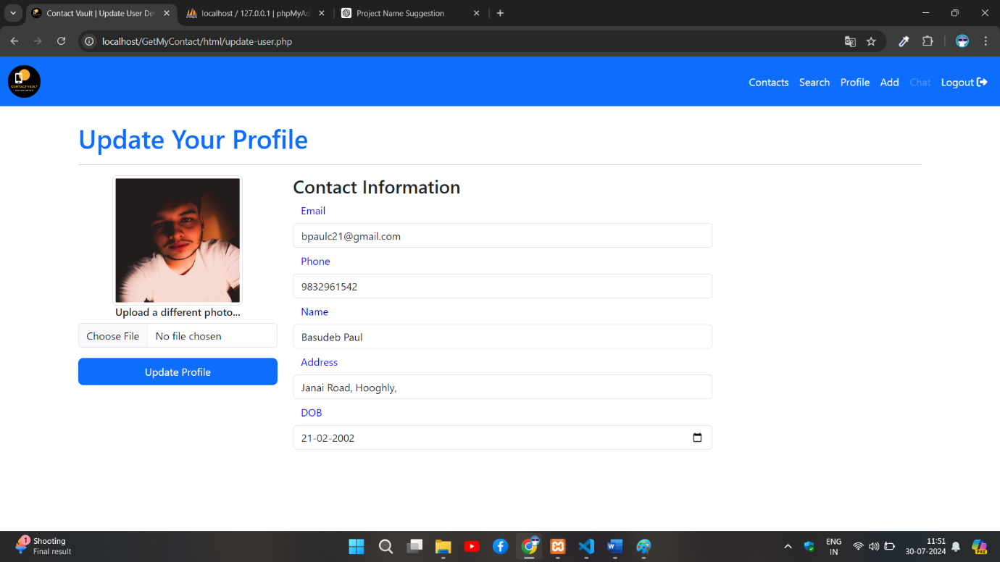 Contact Vault | Update User De
localhost / 127.0.0.1 | phpMyAd
Project Name Suggestion
localhost/GetMyContact/html/update-user.php
CONTACT VAULT
Contacts Search Profile Add Chat Logout
Update Your Profile
Contact Information
Email
bpaulc21@gmail.com
Phone
9832961542
Name
Basudeb Paul
Address
Janai Road, Hooghly,
DOB
21-02-2002
Upload a different photo...
Choose File No file chosen
Update Profile
1
Shooting
Final result
ENG
IN
11:51
30-07-2024
PRE